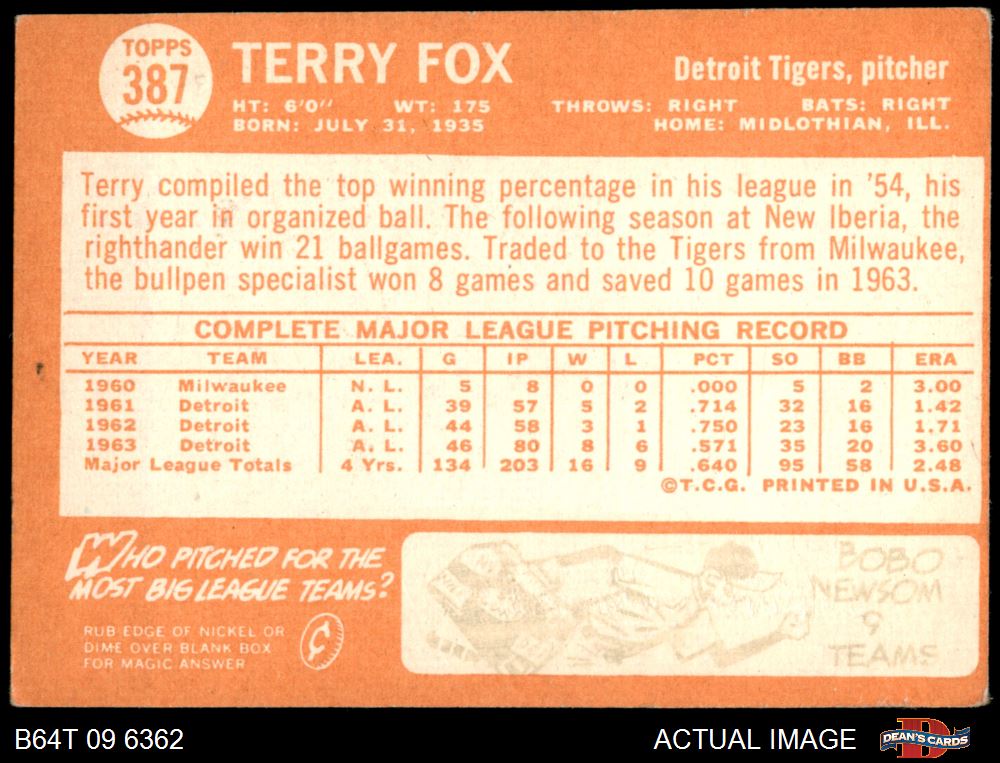 TOPPS
387
TERRY FOX
Detroit Tigers, pitcher
HT: 6'0" WT: 175 THROWS: RIGHT BATS: RIGHT
BORN: JULY 31, 1935 HOME: MIDLOTHIAN, ILL.
Terry compiled the top winning percentage in his league in '54, his
first year in organized ball. The following season at New Iberia, the
righthander win 21 ballgames. Traded to the Tigers from Milwaukee,
the bullpen specialist won 8 games and saved 10 games in 1963.
COMPLETE MAJOR LEAGUE PITCHING RECORD
YEAR TEAM LEA. G IP W L PCT SO BB ERA
1960 Milwaukee N. L. 5 8 0 0 .000 5 2 3.00
1961 Detroit A. L. 39 57 5 2 .714 32 16 1.42
1962 Detroit A. L. 44 58 3 1 .750 23 16 1.71
1963 Detroit A. L. 46 80 8 6 .571 35 20 3.60
Major League Totals 4 Yrs. 134 203 16 9 .640 95 58 2.48
©T.C.G. PRINTED IN U.S.A.
WHO PITCHED FOR THE
MOST BIG LEAGUE TEAMS?
RUB EDGE OF NICKEL OR
DIME OVER BLANK BOX
FOR MAGIC ANSWER
¢
BOBO
NEWSOM
9
TEAMS
B64T 09 6362
ACTUAL IMAGE
D
DEAN'S CARDS